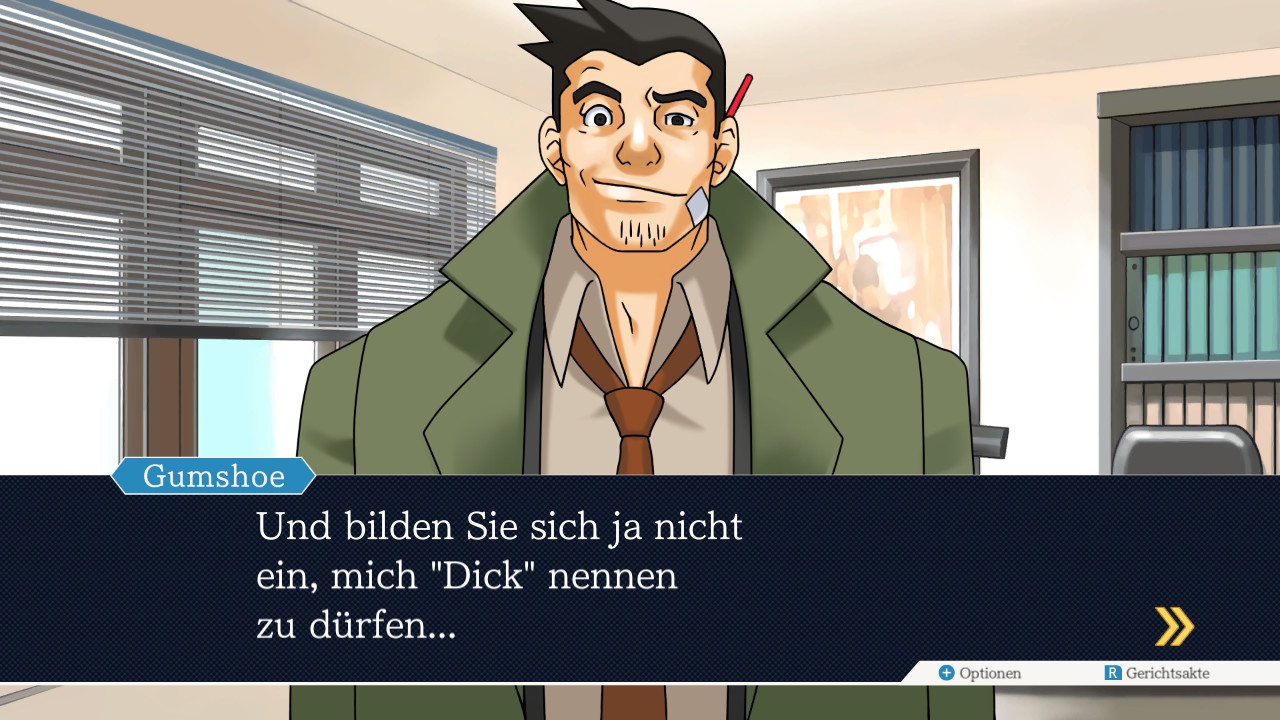 Gumshoe
Und bilden Sie sich ja nicht
ein, mich "Dick" nennen
zu dürfen...
+ Optionen
R Gerichtsakte